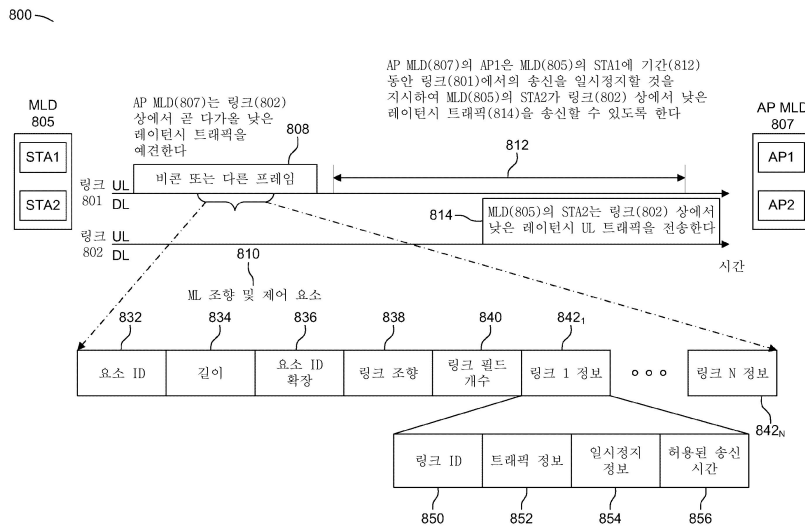 800
AP MLD(807)의 AP1은 MLD(805)의 STA1에 기간(812)
동안 링크(801)에서의 송신을 일시정지할 것을
지시하여 MLD(805)의 STA2가 링크(802) 상에서 낮은
레이턴시 트래픽(814)을 송신할 수 있도록 한다
AP MLD(807)는 링크(802)
상에서 곧 다가올 낮은
레이턴시 트래픽을
예견한다
MLD
805
STA1
STA2
AP MLD
807
AP1
AP2
808
812
링크
801
UL
DL
비콘 또는 다른 프레임
814
MLD(805)의 STA2는 링크(802) 상에서
낮은 레이턴시 UL 트래픽을 전송한다
링크
802
UL
DL
시간
810
ML 조향 및 제어 요소
832
834
836
838
840
842₁
요소 ID
길이
요소 ID
확장
링크 조향
링크 필드
개수
링크 1 정보
링크 N 정보
842N
링크 ID
트래픽 정보
일시정지
정보
허용된 송신
시간
850
852
854
856